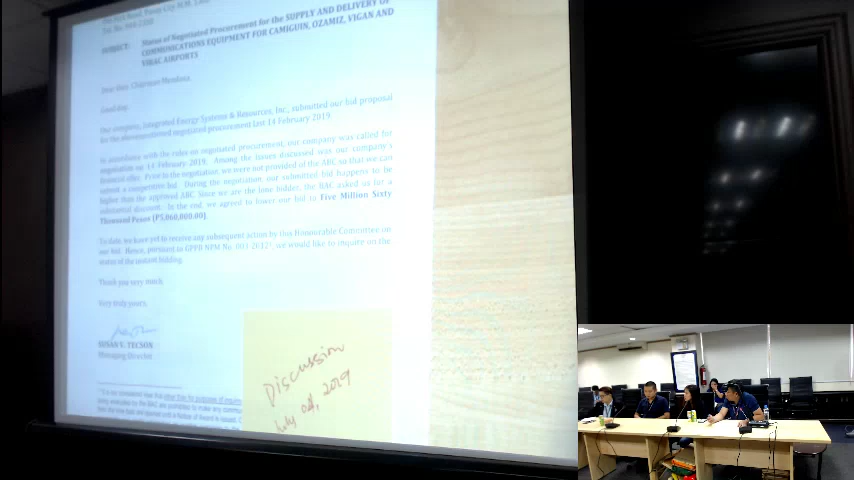 SUBJECT: Status of Negotiated Procurement for the SUPPLY AND DELIVERY OF
COMMUNICATIONS EQUIPMENT FOR CAMIGUIN, OZAMIZ, VIGAN AND
VIRAC AIRPORTS
Dear Hon. Chairman Mendoza,
Good day.
Our company, Integrated Energy Systems & Resources, Inc., submitted our bid proposal
for the abovementioned negotiated procurement last 14 February 2019.
In accordance with the rules on negotiated procurement, our company was called for
negotiation on 14 February 2019. Among the issues discussed was our company's
financial offer. Prior to the negotiation, we were not provided of the ABC so that we can
submit a competitive bid. During the negotiation, our submitted bid happens to be
higher than the approved ABC. Since we are the lone bidder, the BAC asked us for a
substantial discount. In the end, we agreed to lower our bid to Five Million Sixty
Thousand Pesos (P5,060,000.00).
To date, we have yet to receive any subsequent action by this Honourable Committee on
our bid. Hence, pursuant to GPPB NPM No. we would like to inquire on the
status of the instant bidding.
Thank you very much.
Very truly yours,
SUSAN V. TECSON
Managing Director
Discussion
July 04, 2019